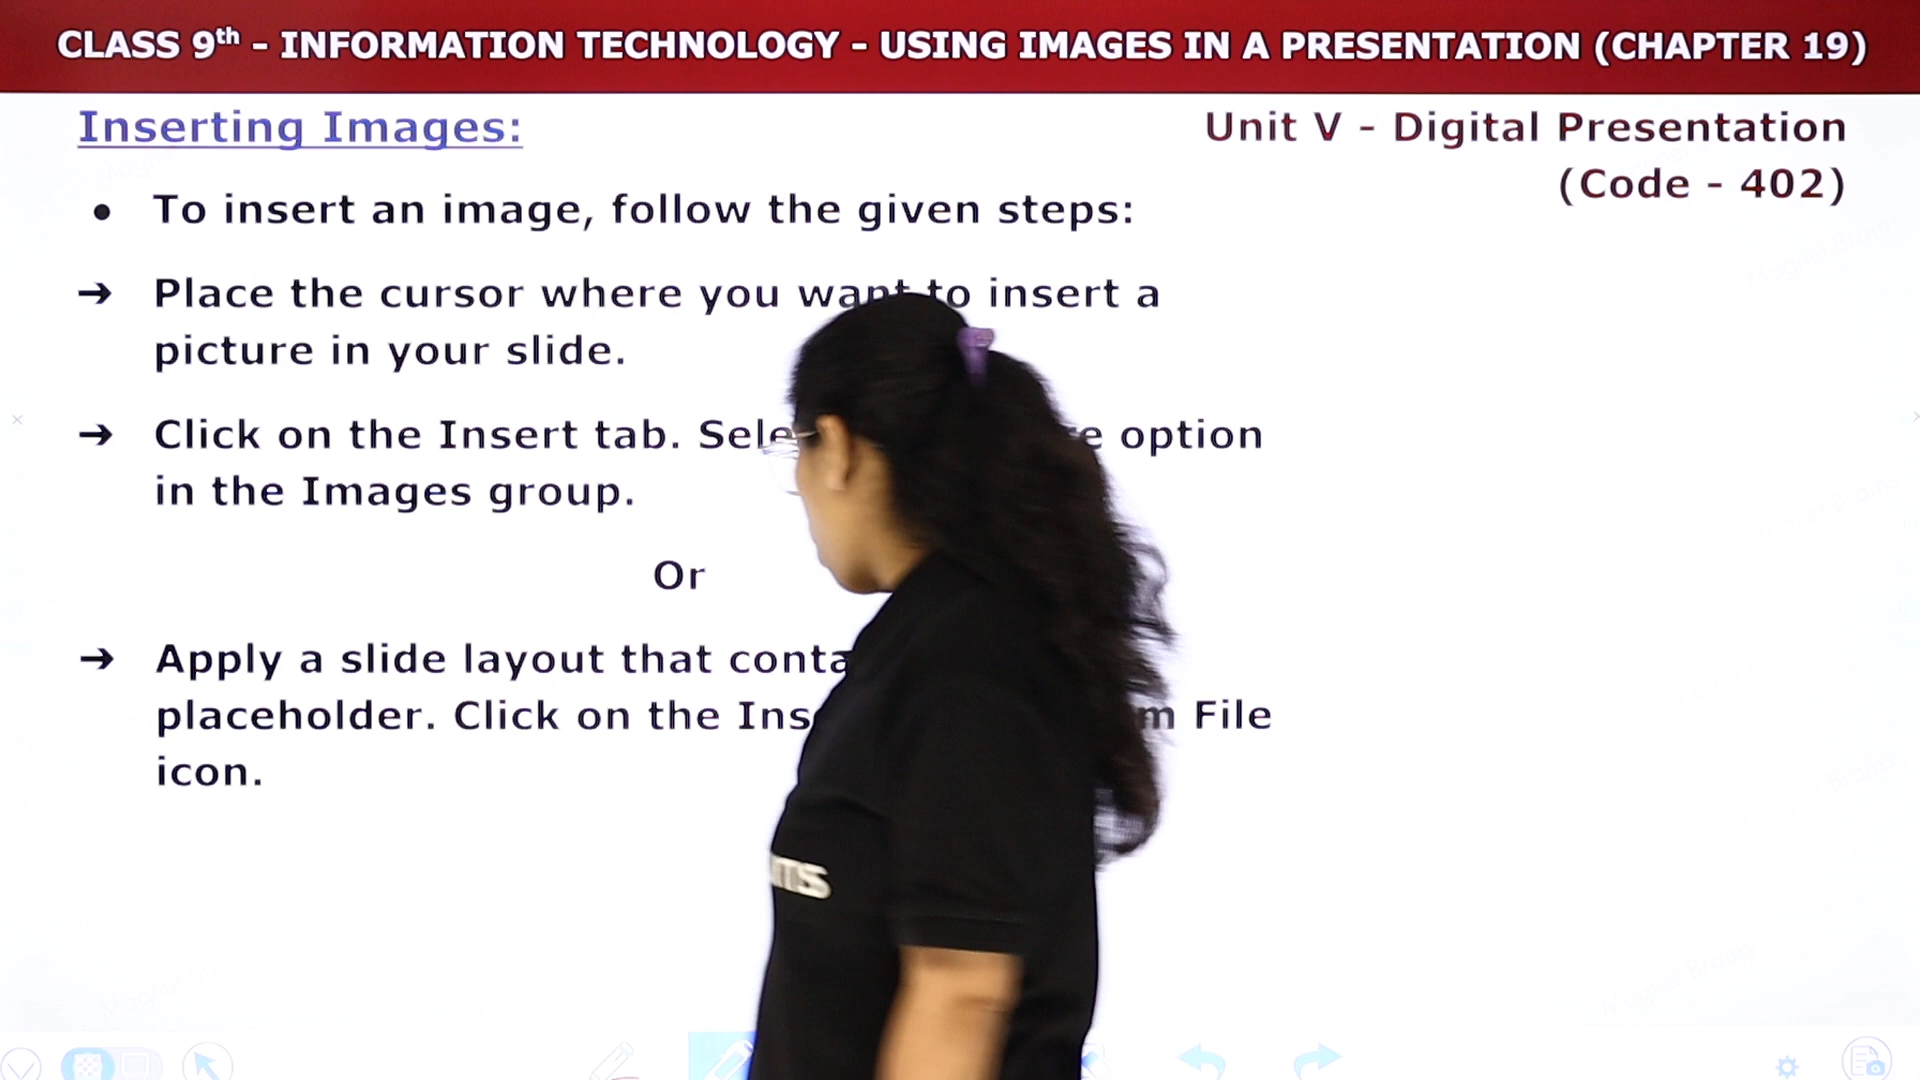 CLASS 9th - INFORMATION TECHNOLOGY - USING IMAGES IN A PRESENTATION (CHAPTER 19)
Inserting Images:
Unit V - Digital Presentation
(Code - 402)
• To insert an image, follow the given steps:
➔ Place the cursor where you want to insert a
picture in your slide.
➔ Click on the Insert tab. option
in the Images group.
Or
➔ Apply a slide layout that
placeholder. Click on the File
icon.